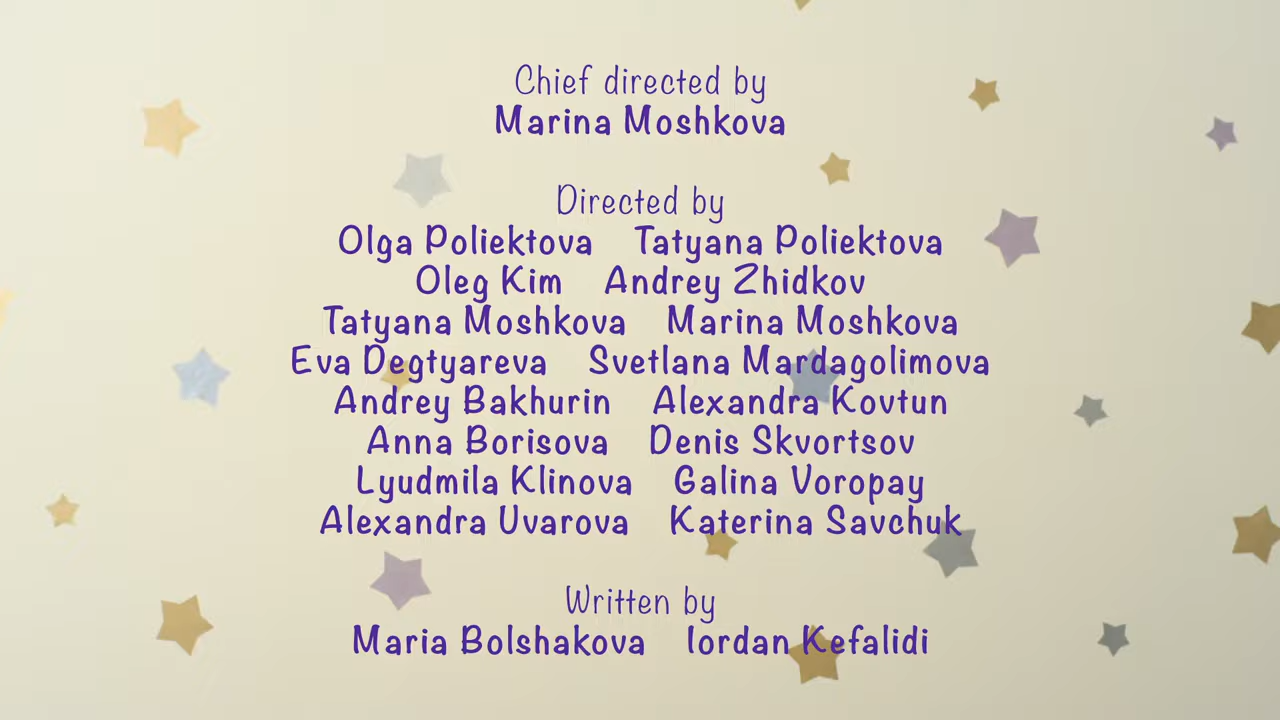 Chief directed by
Marina Moshkova
Directed by
Olga Poliektova Tatyana Poliektova
Oleg Kim Andrey Zhidkov
Tatyana Moshkova Marina Moshkova
Eva Degtyareva Svetlana Mardagolimova
Andrey Bakhurin Alexandra Kovtun
Anna Borisova Denis Skvortsov
Lyudmila Klinova Galina Voropay
Alexandra Uvarova Katerina Savchuk
Written by
Maria Bolshakova Iordan Kefalidi